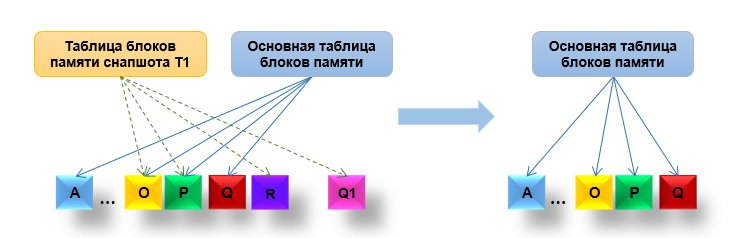 Таблица блоков
памяти снапшота T1
Основная таблица
блоков памяти
Основная таблица
блоков памяти
A ... O P Q R Q1
A ... O P Q